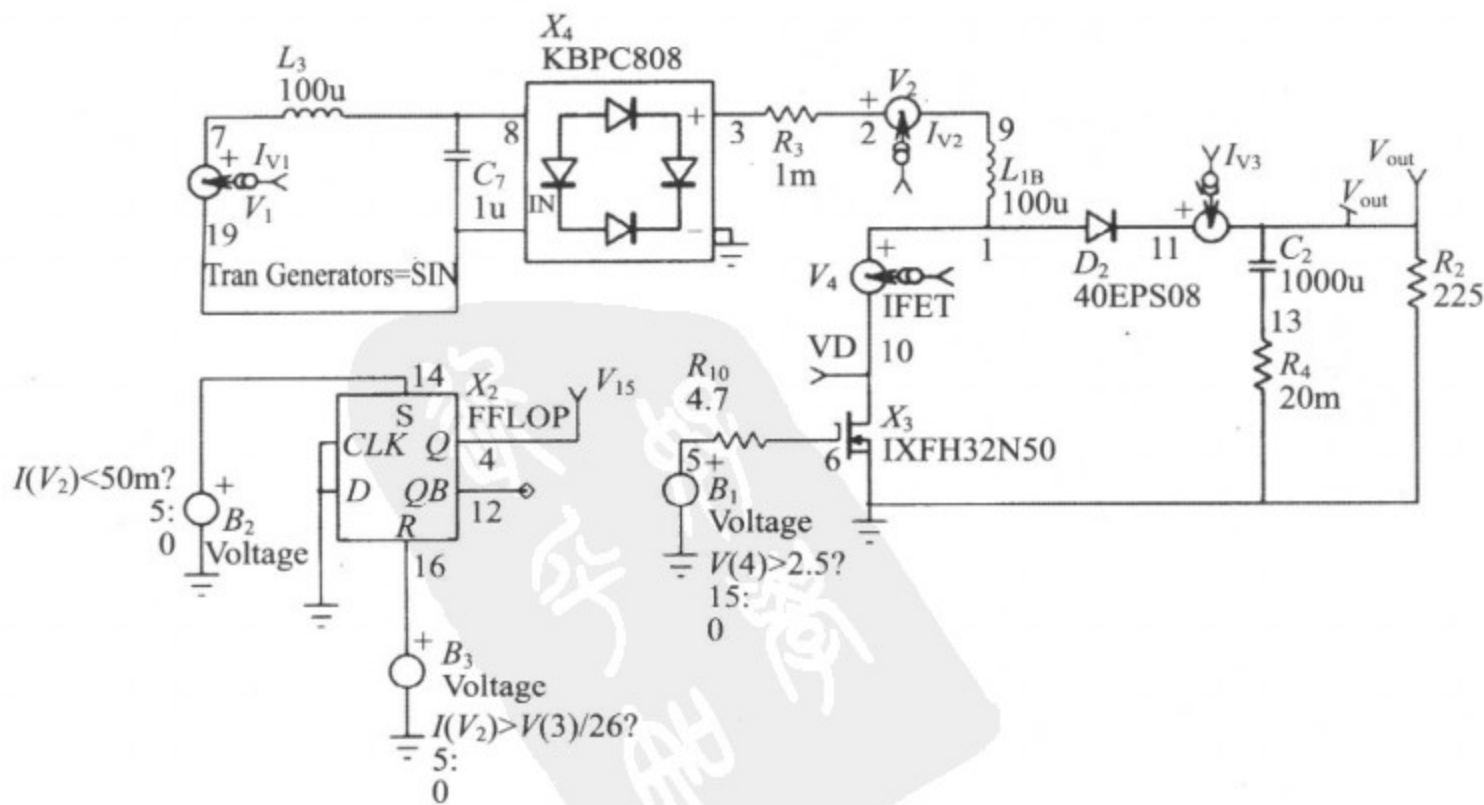 X4
KBPC808
L3
100u
7
IV1
V1
19
Tran Generators=SIN
C7
1u
8
IN
+
−
3
R3
1m
+
2
V2
IV2
9
L1B
100u
1
D2
40EPS08
+
11
IV3
Vout
Vout
C2
1000u
13
R4
20m
R2
225
+
V4
IFET
VD
10
X3
IXFH32N50
R10
4.7
6
5+
B1
Voltage
V(4)>2.5?
15:
0
14
X2
FFLOP
S
CLK
Q
D
QB
R
4
12
16
V15
I(V2)<50m?
5:
0
+
B2
Voltage
+
B3
Voltage
I(V2)>V(3)/26?
5:
0